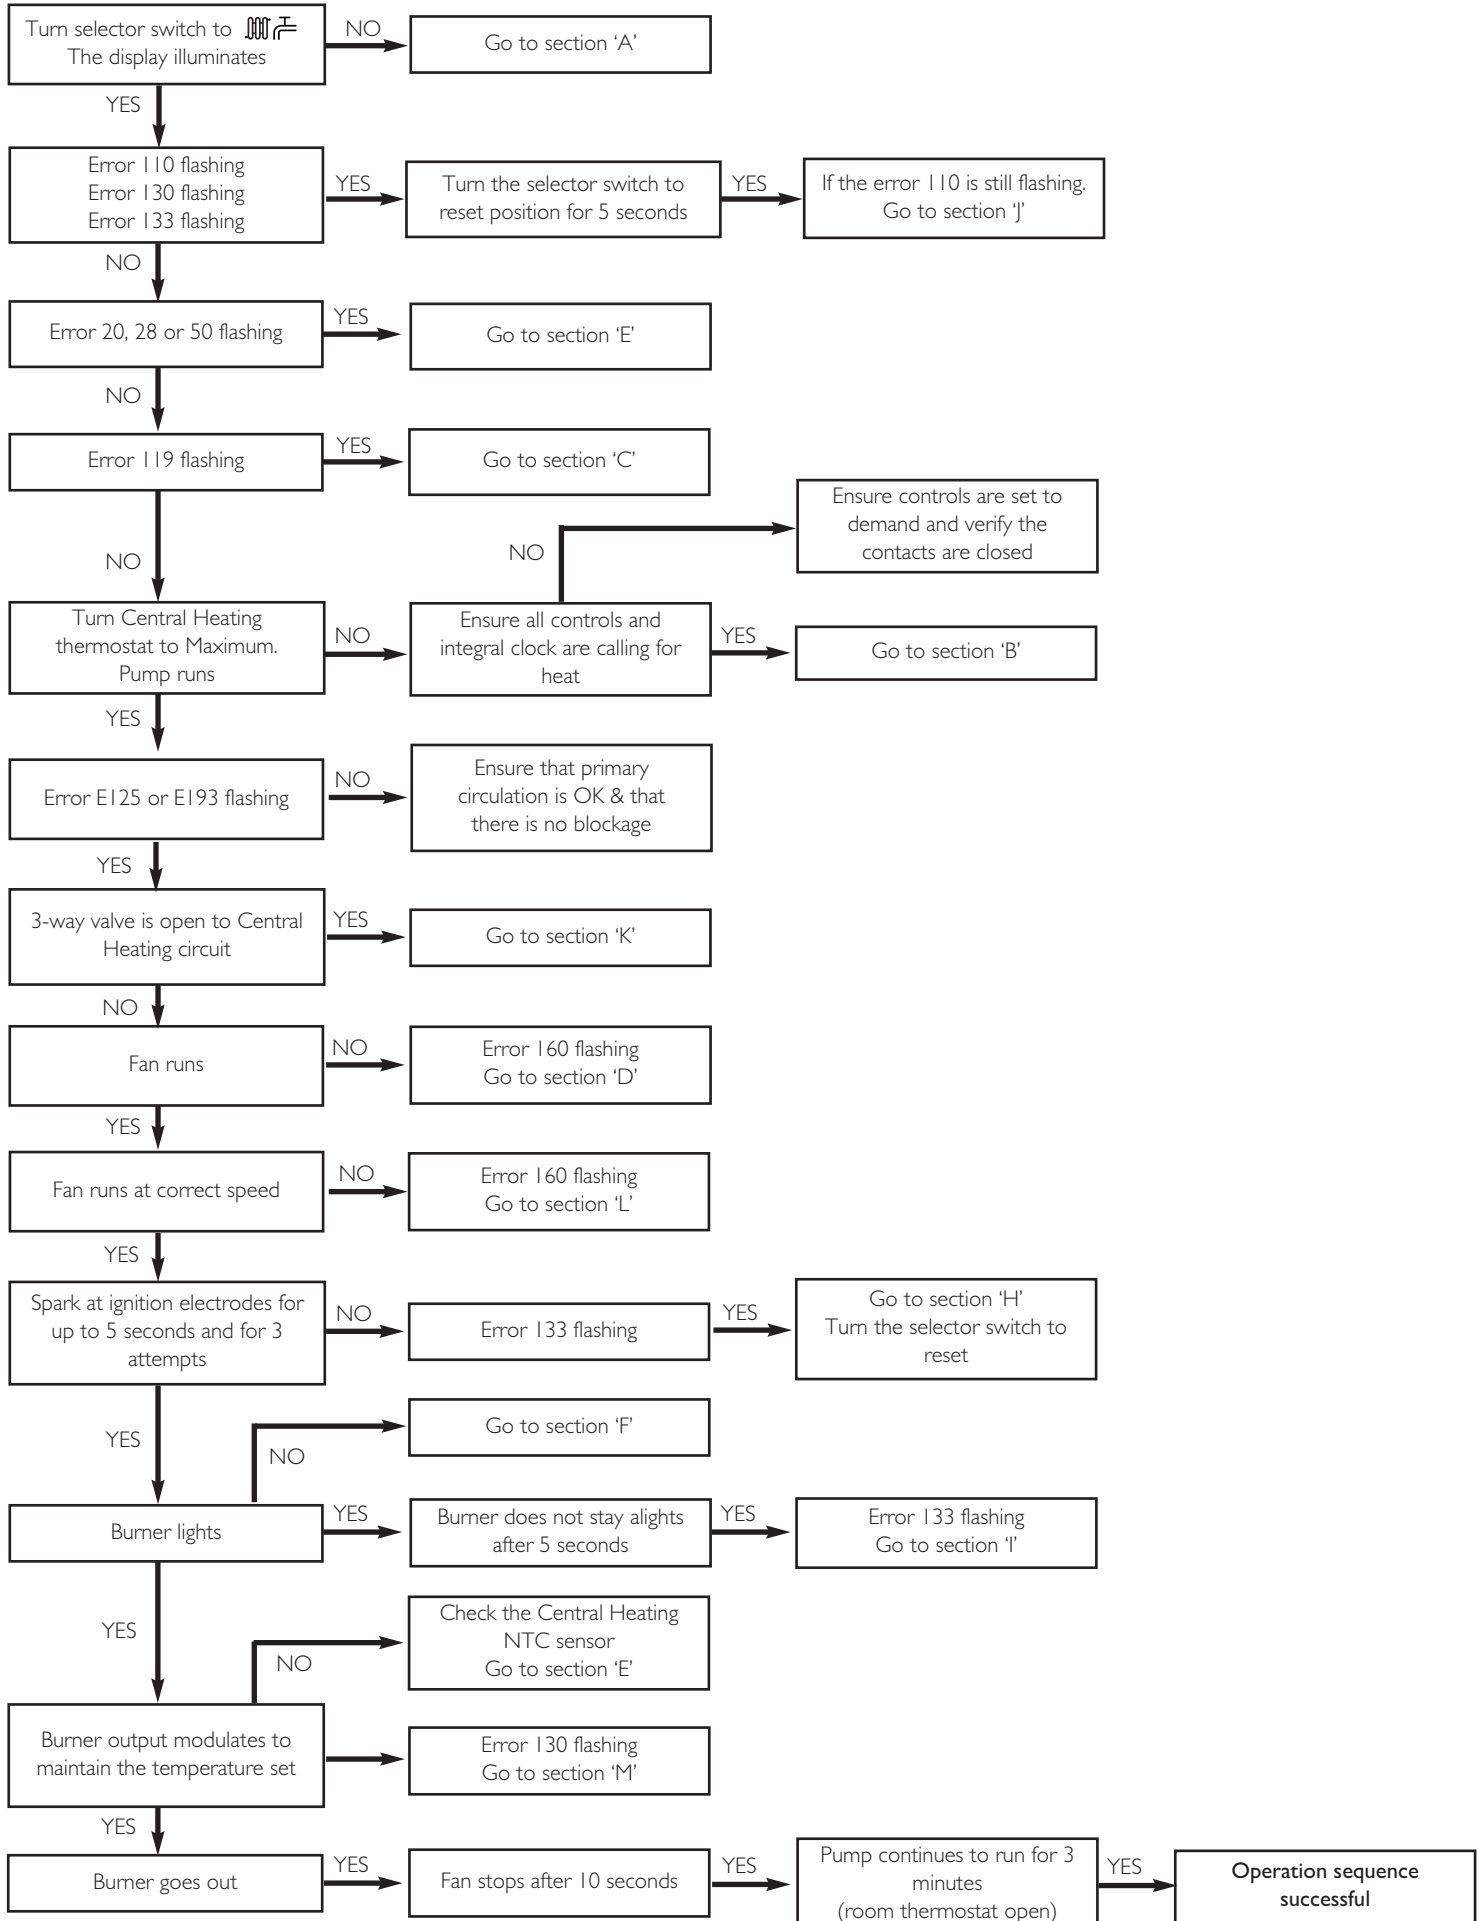 Turn selector switch to
The display illuminates
NO
Go to section ‘A’
YES
Error 110 flashing
Error 130 flashing
Error 133 flashing
YES
Turn the selector switch to
reset position for 5 seconds
YES
If the error 110 is still flashing.
Go to section ‘J’
NO
Error 20, 28 or 50 flashing
YES
Go to section ‘E’
NO
Error 119 flashing
YES
Go to section ‘C’
Ensure controls are set to
demand and verify the
contacts are closed
NO
NO
Turn Central Heating
thermostat to Maximum.
Pump runs
NO
Ensure all controls and
integral clock are calling for
heat
YES
Go to section ‘B’
YES
Error E125 or E193 flashing
NO
Ensure that primary
circulation is OK & that
there is no blockage
YES
3-way valve is open to Central
Heating circuit
YES
Go to section ‘K’
NO
Fan runs
NO
Error 160 flashing
Go to section ‘D’
YES
Fan runs at correct speed
NO
Error 160 flashing
Go to section ‘L’
YES
Spark at ignition electrodes for
up to 5 seconds and for 3
attempts
NO
Error 133 flashing
YES
Go to section ‘H’
Turn the selector switch to
reset
YES
NO
Go to section ‘F’
Burner lights
YES
Burner does not stay alights
after 5 seconds
YES
Error 133 flashing
Go to section ‘I’
YES
NO
Check the Central Heating
NTC sensor
Go to section ‘E’
Burner output modulates to
maintain the temperature set
Error 130 flashing
Go to section ‘M’
YES
Burner goes out
YES
Fan stops after 10 seconds
YES
Pump continues to run for 3
minutes
(room thermostat open)
YES
Operation sequence
successful